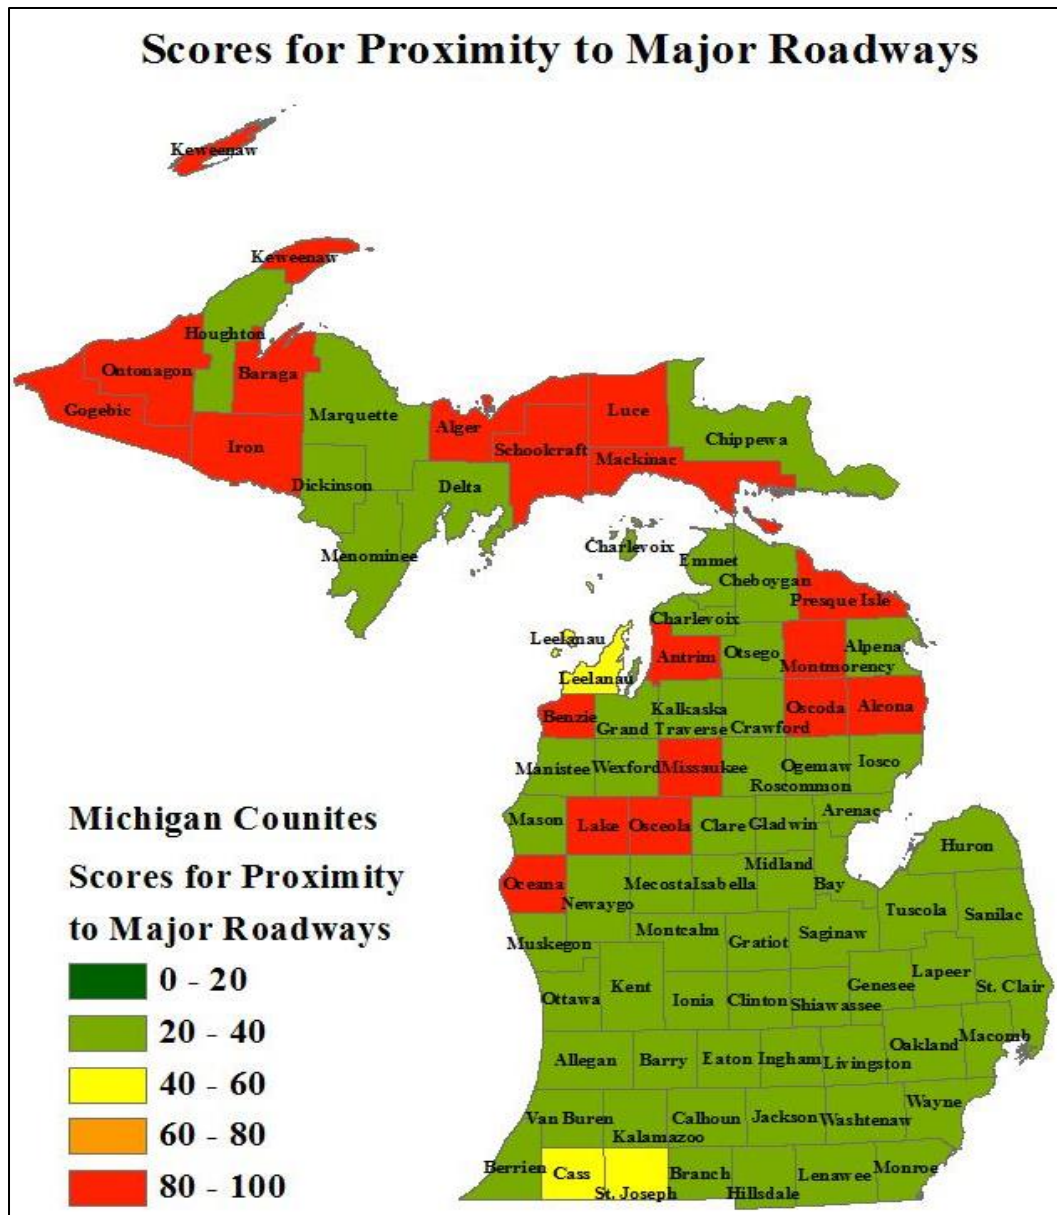 Scores for Proximity to Major Roadways
Keweenaw
Keweenaw
Houghton
Ontonagon
Baraga
Gogebic
Marquette
Iron
Alger
Luce
Schoolcraft
Mackinac
Chippewa
Dickinson
Delta
Menominee
Charlevoix
Emmet
Cheboygan
Presque Isle
Charlevoix
Leelanau
Antrim
Otsego
Montmorency
Alpena
Leelanau
Benzie
Kalkaska
Grand Traverse
Crawford
Oscoda
Alcona
Manistee
Wexford
Missaukee
Roscommon
Ogemaw
Iosco
Mason
Lake
Osceola
Clare
Gladwin
Arenac
Huron
Oceana
Newaygo
Mecosta
Isabella
Midland
Bay
Tuscola
Sanilac
Muskegon
Montcalm
Gratiot
Saginaw
Ottawa
Kent
Ionia
Clinton
Shiawassee
Genesee
Lapeer
St. Clair
Allegan
Barry
Eaton
Ingham
Livingston
Oakland
Macomb
Van Buren
Kalamazoo
Calhoun
Jackson
Washtenaw
Wayne
Berrien
Cass
St. Joseph
Branch
Hillsdale
Lenawee
Monroe
Michigan Counites
Scores for Proximity
to Major Roadways
0 - 20
20 - 40
40 - 60
60 - 80
80 - 100